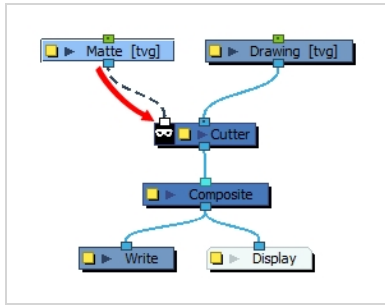 Matte [tvg]
Drawing [tvg]
Cutter
Composite
Write
Display